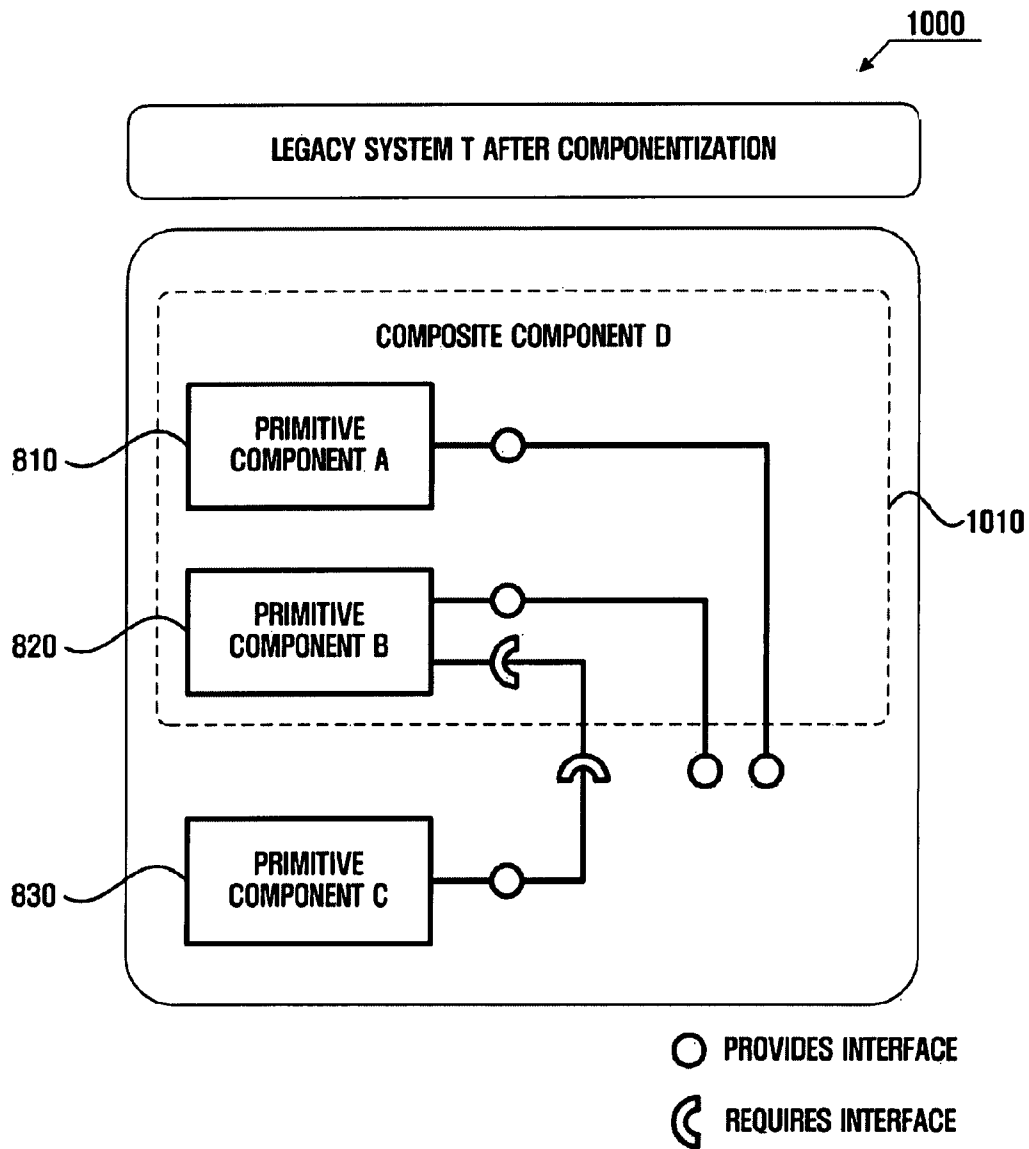 1000
LEGACY SYSTEM T AFTER COMPONENTIZATION
COMPOSITE COMPONENT D
PRIMITIVE
COMPONENT A
810
1010
PRIMITIVE
COMPONENT B
820
PRIMITIVE
COMPONENT C
830
PROVIDES INTERFACE
REQUIRES INTERFACE